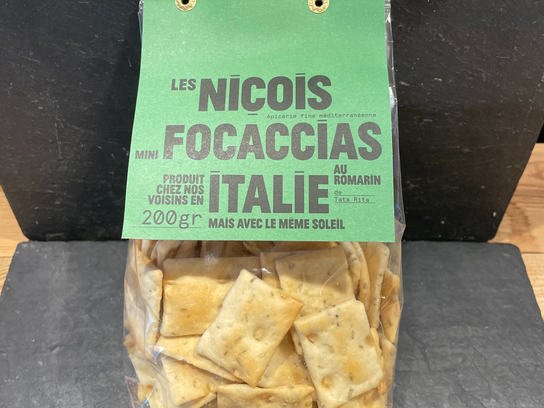 LES NIÇOIS
épicerie fine méditerranéenne
MINI FOCACCIAS
PRODUIT
CHEZ NOS
VOISINS EN
ITALIE
AU
ROMARIN
de
Tata Rita
200gr
MAIS AVEC LE MÊME SOLEIL